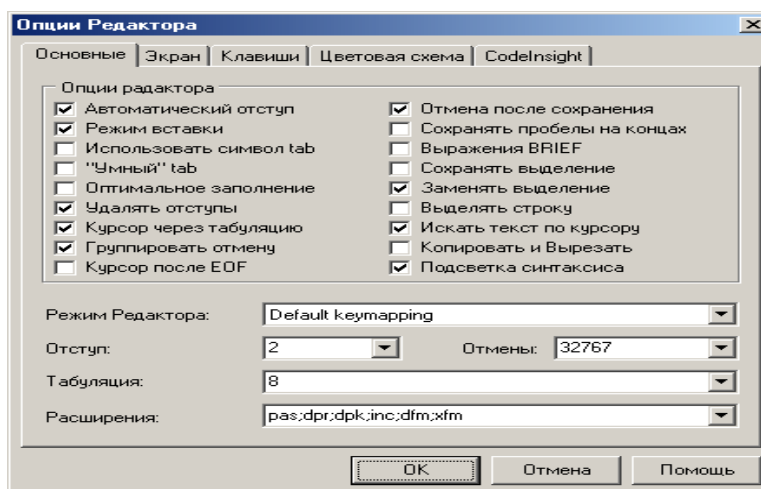 Опции Редактора
Основные Экран Клавиши Цветовая схема CodeInsight
Опции радактора
Автоматический отступ
Режим вставки
Использовать символ tab
"Умный" tab
Оптимальное заполнение
Удалять отступы
Курсор через табуляцию
Группировать отмену
Курсор после EOF
Отмена после сохранения
Сохранять пробелы на концах
Выражения BRIEF
Сохранять выделение
Заменять выделение
Выделять строку
Искать текст по курсору
Копировать и Вырезать
Подсветка синтаксиса
Режим Редактора: Default keymapping
Отступ: 2 Отмены: 32767
Табуляция: 8
Расширения: pas;dpr;dpk;inc;dfm;xfm
OK Отмена Помощь